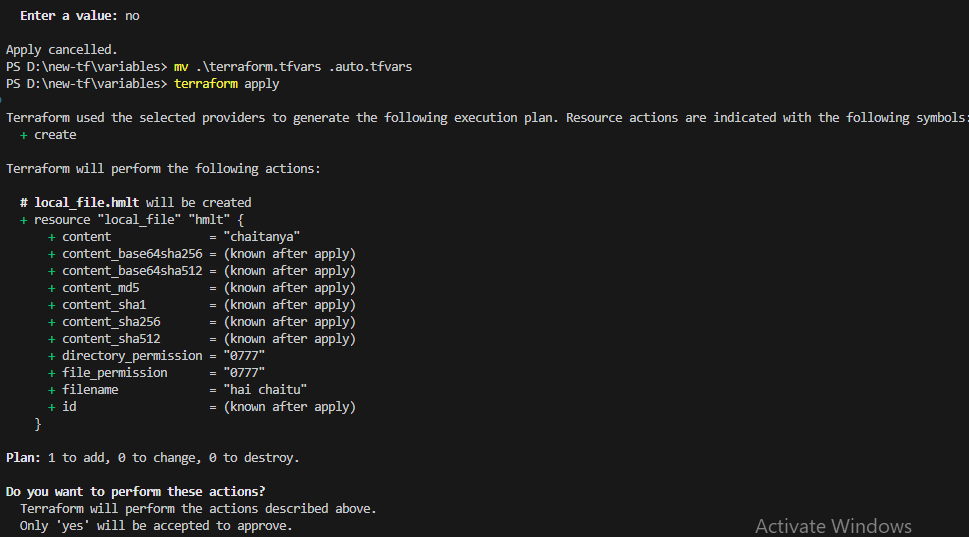 Enter a value: no
Apply cancelled.
PS D:\new-tf\variables> mv .\terraform.tfvars .auto.tfvars
PS D:\new-tf\variables> terraform apply
Terraform used the selected providers to generate the following execution plan. Resource actions are indicated with the following symbols:
+ create
Terraform will perform the following actions:
# local_file.hmlt will be created
+ resource "local_file" "hmlt" {
+ content = "chaitanya"
+ content_base64sha256 = (known after apply)
+ content_base64sha512 = (known after apply)
+ content_md5 = (known after apply)
+ content_sha1 = (known after apply)
+ content_sha256 = (known after apply)
+ content_sha512 = (known after apply)
+ directory_permission = "0777"
+ file_permission = "0777"
+ filename = "hai chaitu"
+ id = (known after apply)
}
Plan: 1 to add, 0 to change, 0 to destroy.
Do you want to perform these actions?
Terraform will perform the actions described above.
Only 'yes' will be accepted to approve.
Activate Windows